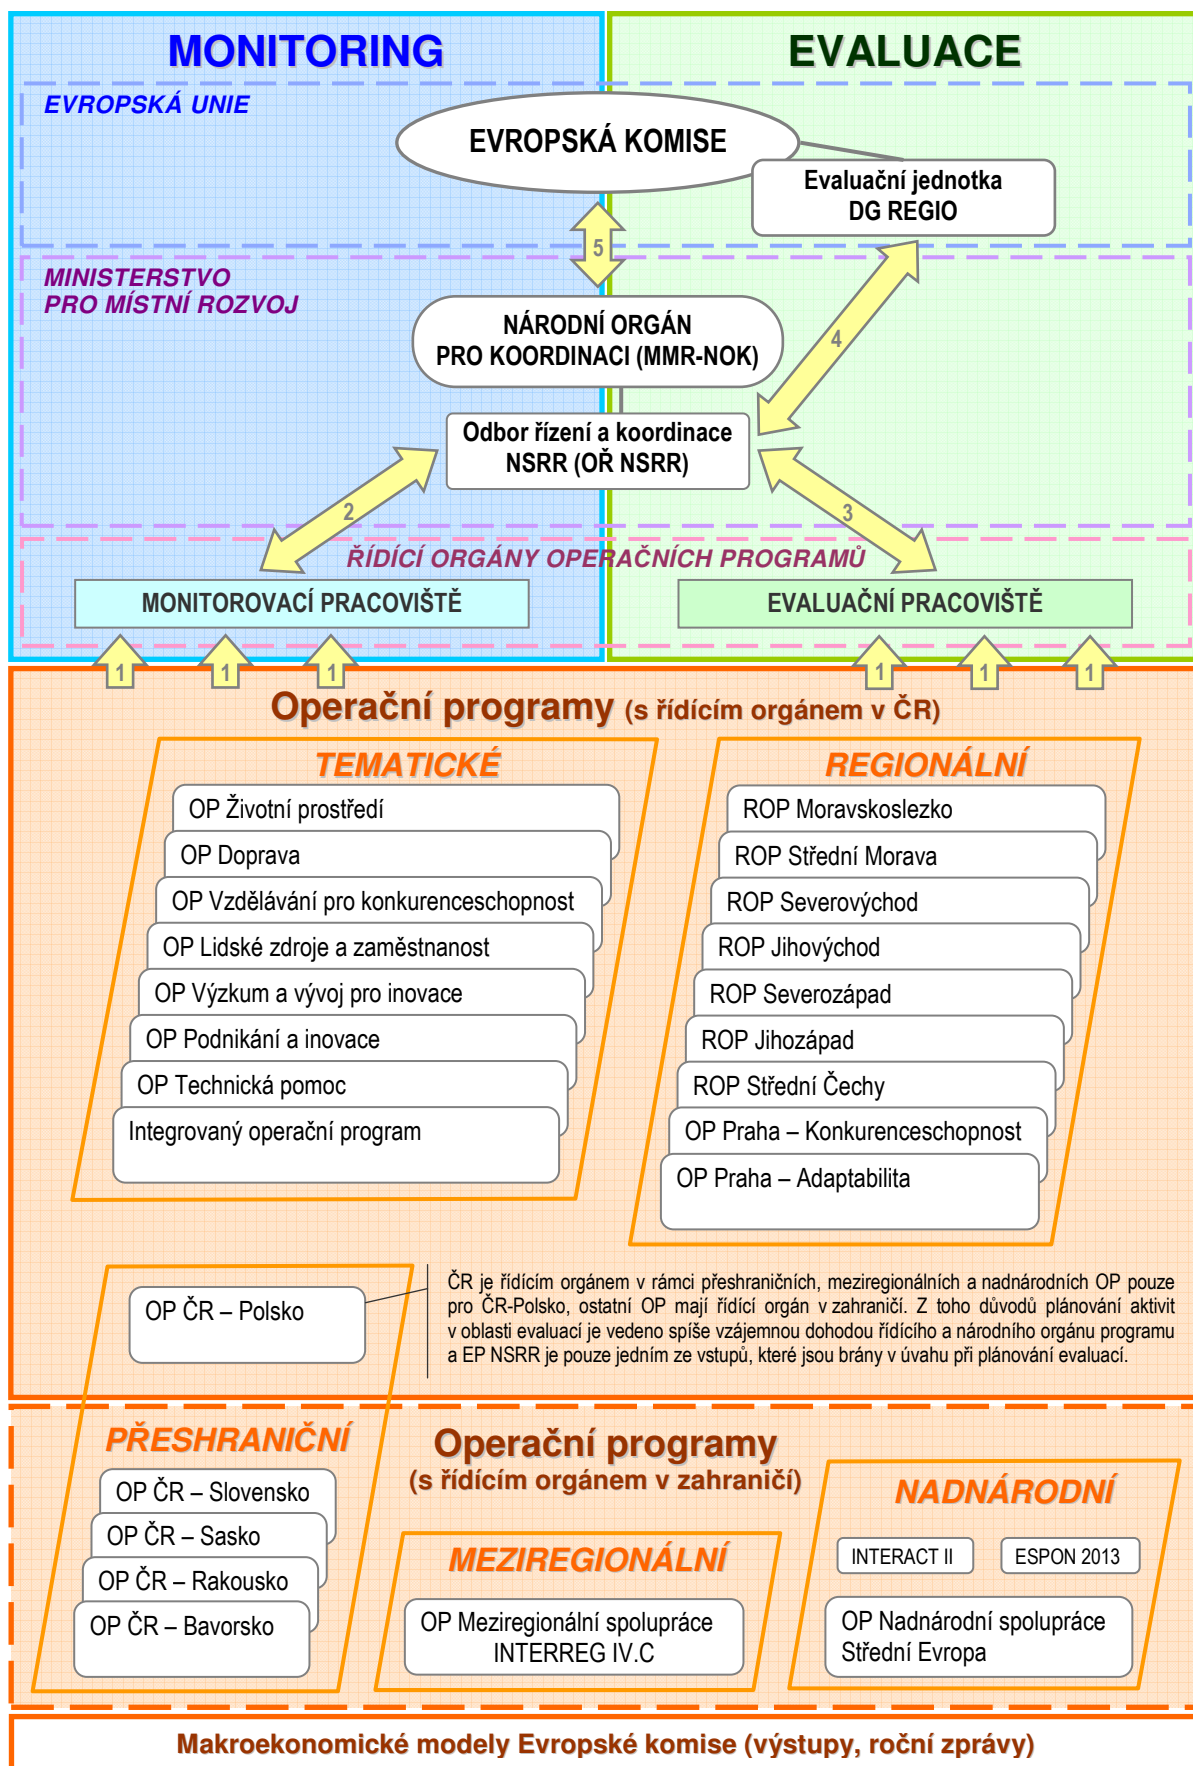 MONITORING
EVALUACE
EVROPSKÁ UNIE
EVROPSKÁ KOMISE
Evaluační jednotka
DG REGIO
5
MINISTERSTVO
PRO MÍSTNÍ ROZVOJ
NÁRODNÍ ORGÁN
PRO KOORDINACI (MMR-NOK)
4
Odbor řízení a koordinace
NSRR (OŘ NSRR)
2
3
ŘÍDÍCÍ ORGÁNY OPERAČNÍCH PROGRAMŮ
MONITOROVACÍ PRACOVIŠTĚ
EVALUAČNÍ PRACOVIŠTĚ
1 1 1 1 1 1
Operační programy (s řídícím orgánem v ČR)
TEMATICKÉ
OP Životní prostředí
OP Doprava
OP Vzdělávání pro konkurenceschopnost
OP Lidské zdroje a zaměstnanost
OP Výzkum a vývoj pro inovace
OP Podnikání a inovace
OP Technická pomoc
Integrovaný operační program
REGIONÁLNÍ
ROP Moravskoslezko
ROP Střední Morava
ROP Severovýchod
ROP Jihovýchod
ROP Severozápad
ROP Jihozápad
ROP Střední Čechy
OP Praha – Konkurenceschopnost
OP Praha – Adaptabilita
OP ČR – Polsko
ČR je řídícím orgánem v rámci přeshraničních, meziregionálních a nadnárodních OP pouze
pro ČR-Polsko, ostatní OP mají řídící orgán v zahraničí. Z toho důvodů plánování aktivit
v oblasti evaluací je vedeno spíše vzájemnou dohodou řídícího a národního orgánu programu
a EP NSRR je pouze jedním ze vstupů, které jsou brány v úvahu při plánování evaluací.
PŘESHRANIČNÍ
OP ČR – Slovensko
OP ČR – Sasko
OP ČR – Rakousko
OP ČR – Bavorsko
Operační programy
(s řídícím orgánem v zahraničí)
MEZIREGIONÁLNÍ
OP Meziregionální spolupráce
INTERREG IV.C
NADNÁRODNÍ
INTERACT II
ESPON 2013
OP Nadnárodní spolupráce
Střední Evropa
Makroekonomické modely Evropské komise (výstupy, roční zprávy)